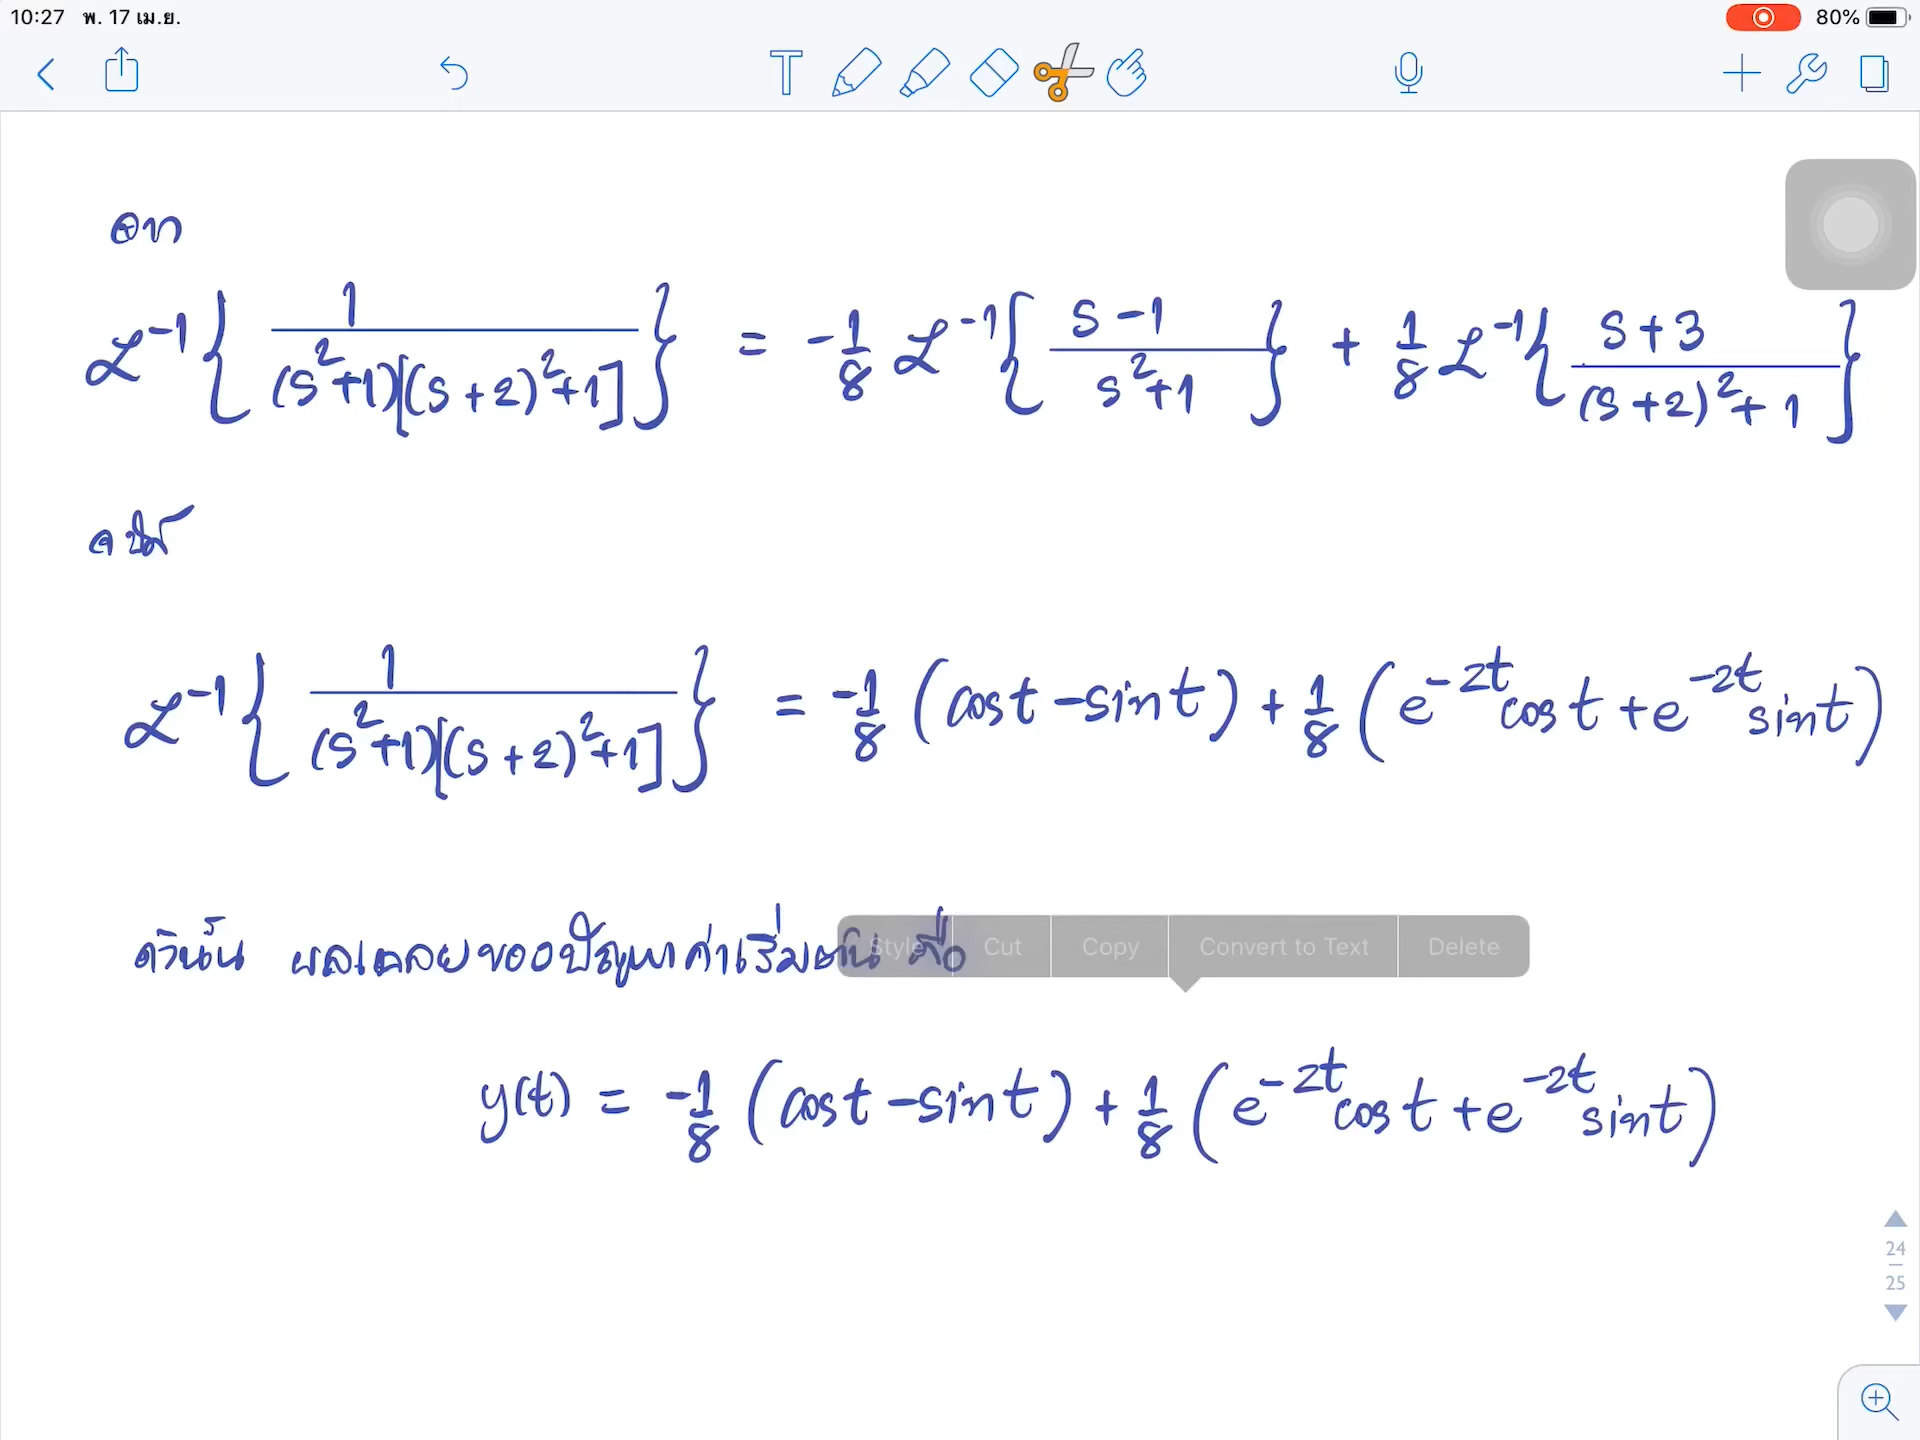 10:27 พ. 17 เม.ย. 80%
T
จาก
ℒ⁻¹{ 1 / (s²+1)[(s+2)²+1] } = -1/8 ℒ⁻¹{ s-1 / s²+1 } + 1/8 ℒ⁻¹{ s+3 / (s+2)²+1 }
จะได้
ℒ⁻¹{ 1 / (s²+1)[(s+2)²+1] } = -1/8 (cos t - sin t) + 1/8 (e^-2t cos t + e^-2t sin t)
ดังนั้น ผลเฉลยของปัญหาค่าเริ่มต้น คือ
Style Cut Copy Convert to Text Delete
y(t) = -1/8 (cos t - sin t) + 1/8 (e^-2t cos t + e^-2t sin t)
24
25